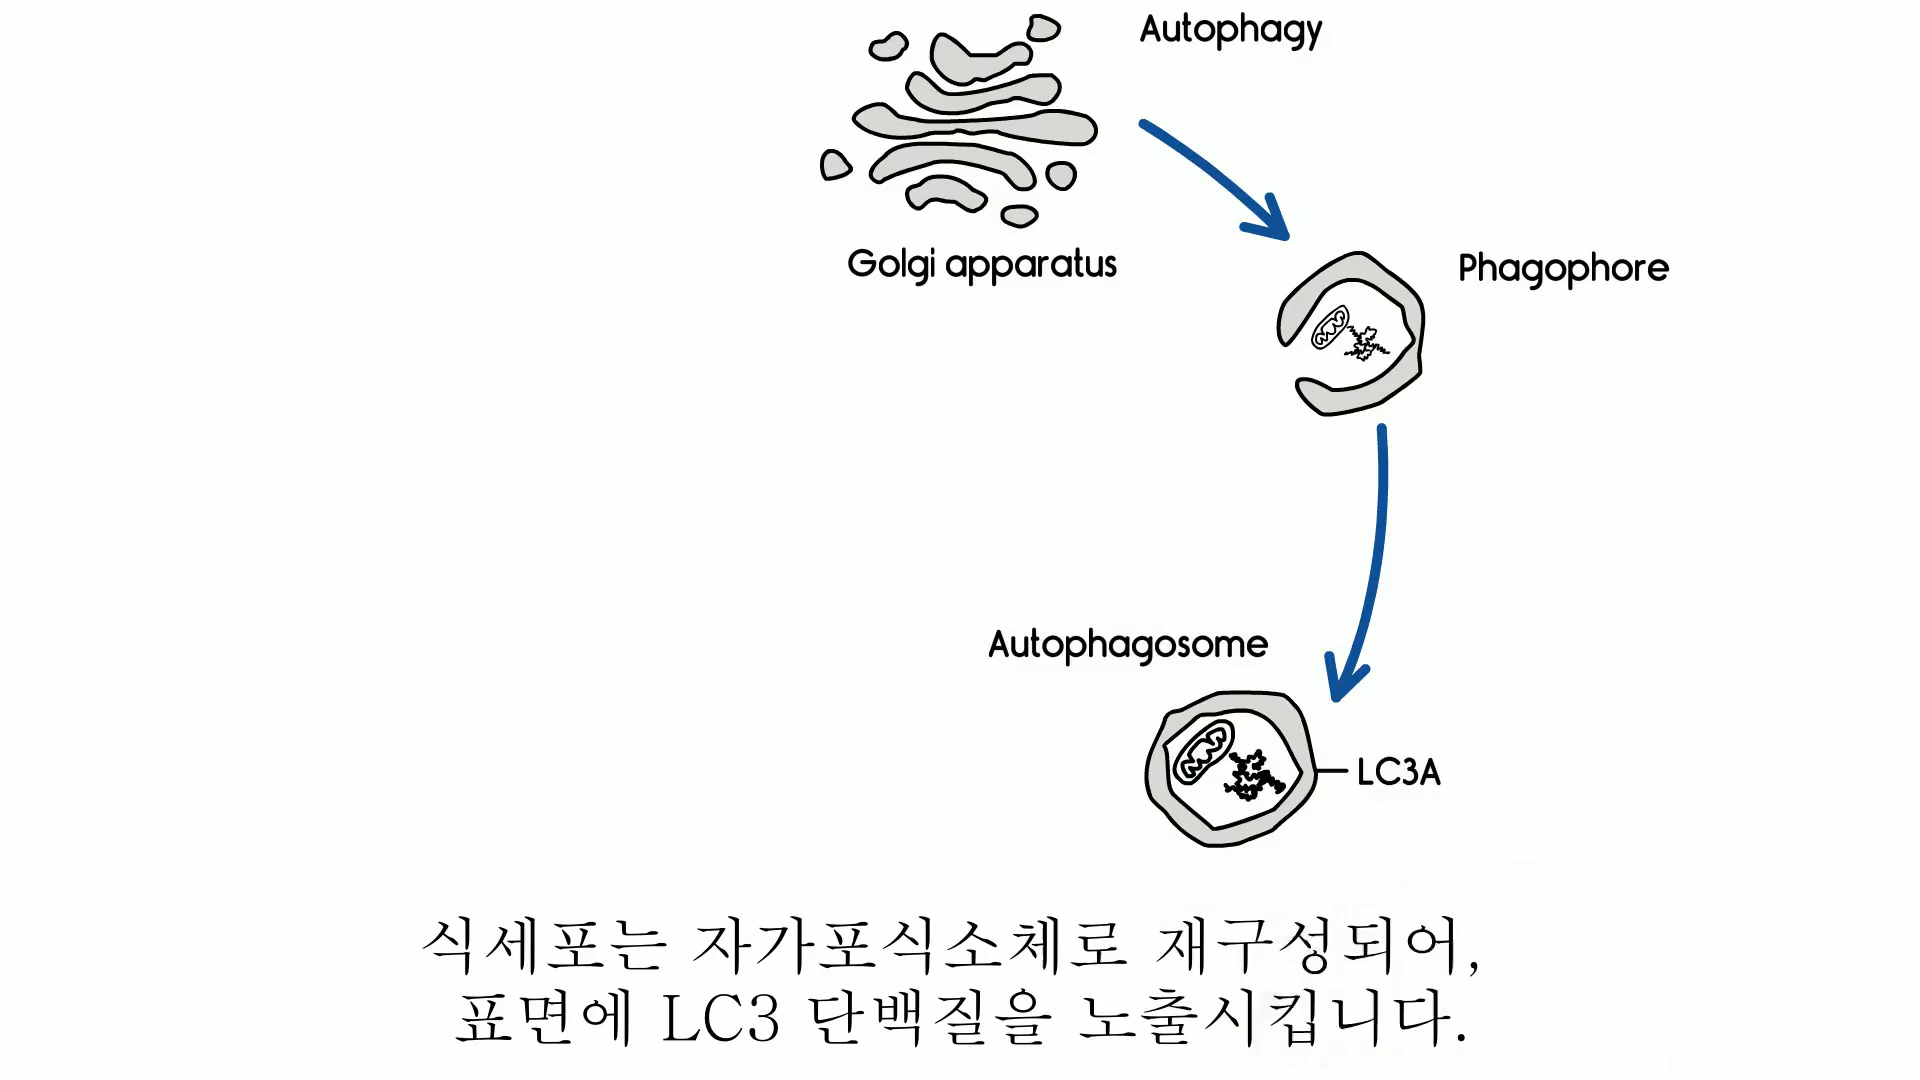 Autophagy
Golgi apparatus
Phagophore
Autophagosome
LC3A
식세포는 자가포식소체로 재구성되어,
표면에 LC3 단백질을 노출시킵니다.